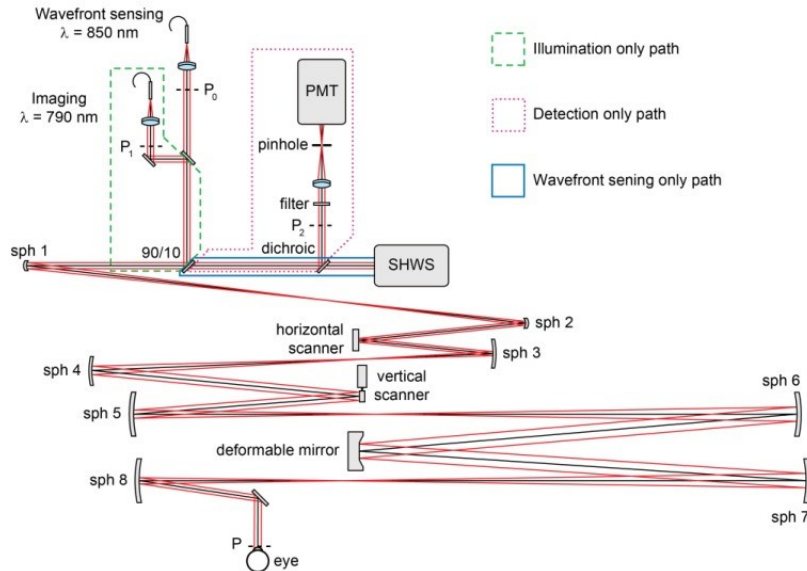 Wavefront sensing
λ = 850 nm
P0
Imaging
λ = 790 nm
P1
PMT
pinhole
filter
P2
dichroic
90/10
SHWS
Illumination only path
Detection only path
Wavefront sening only path
sph 1
sph 2
horizontal
scanner
sph 3
sph 4
vertical
scanner
sph 5
sph 6
deformable mirror
sph 8
sph 7
P
eye